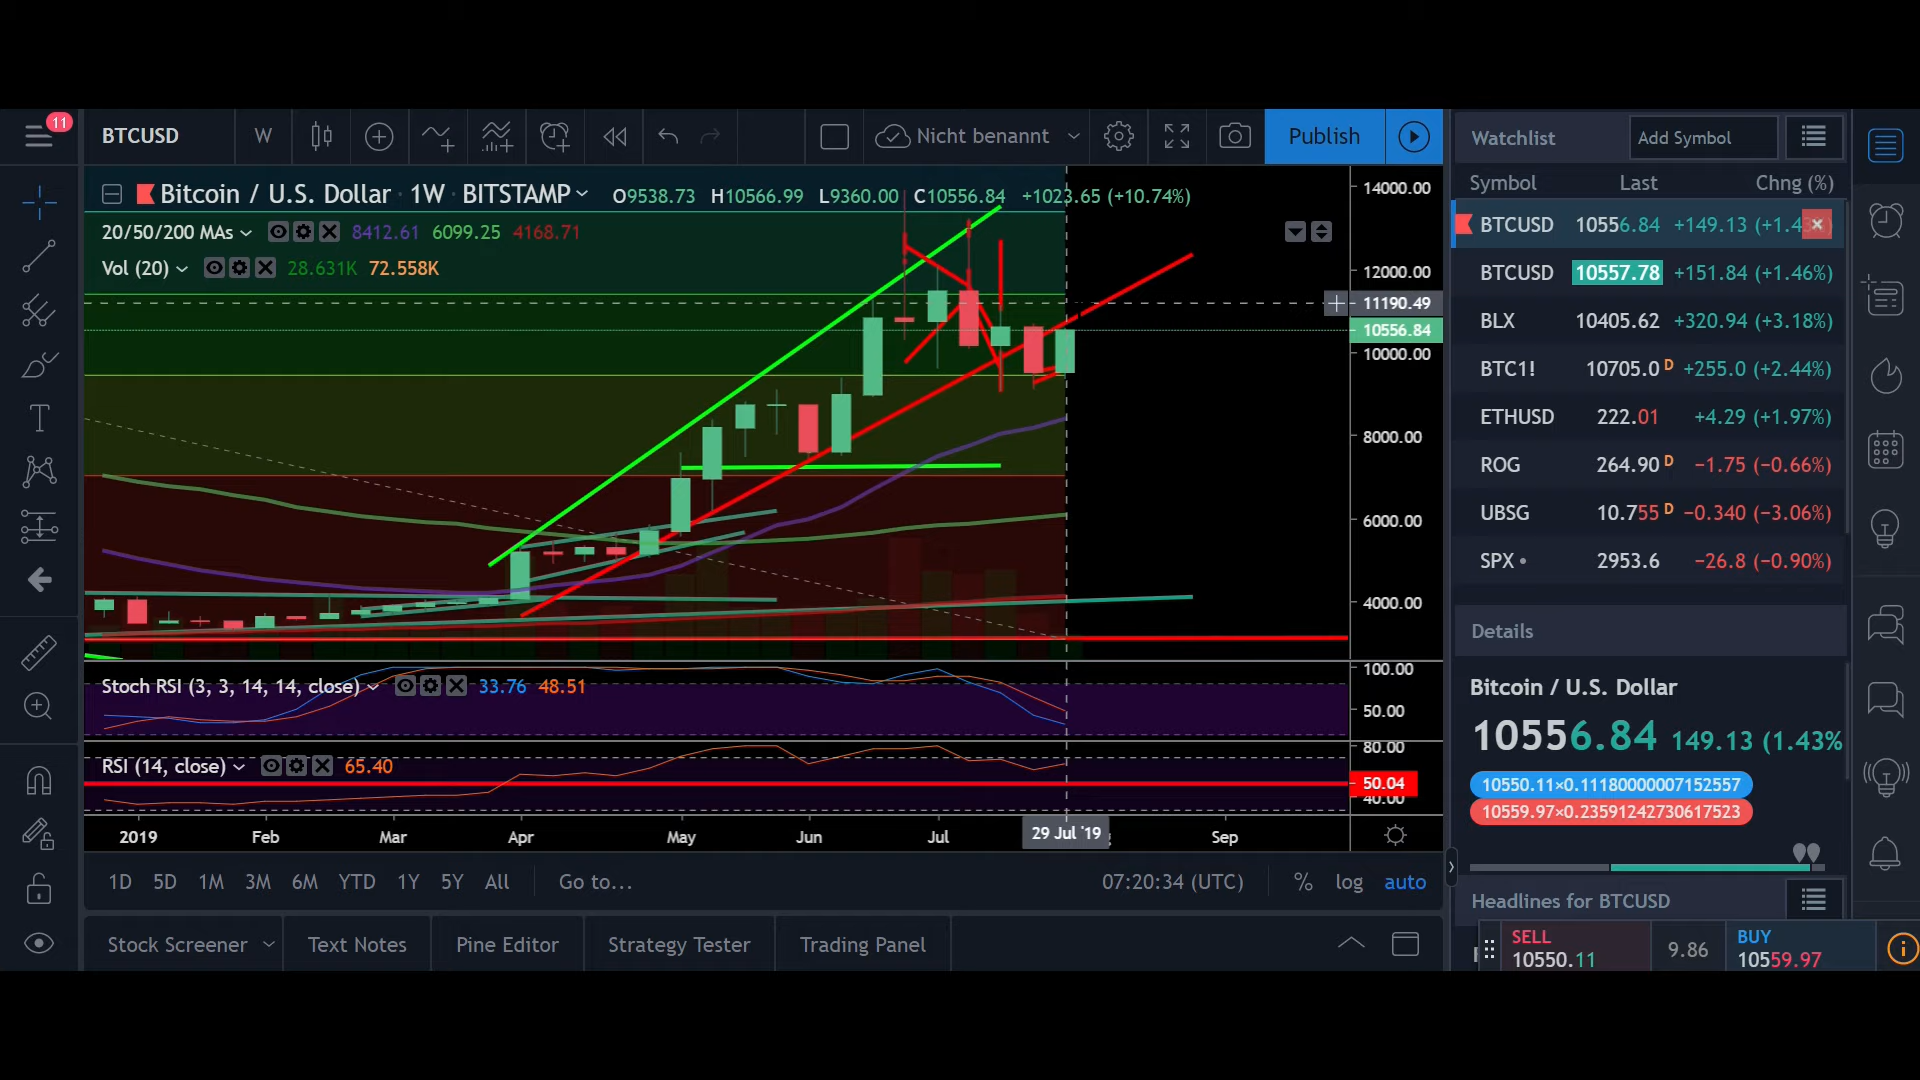 11
BTCUSD
W
Nicht benannt
Publish
Bitcoin / U.S. Dollar · 1W · BITSTAMP O9538.73 H10566.99 L9360.00 C10556.84 +1023.65 (+10.74%)
20/50/200 MAs 8412.61 6099.25 4168.71
Vol (20) 28.631K 72.558K
14000.00
12000.00
11190.49
10556.84
10000.00
8000.00
6000.00
4000.00
Stoch RSI (3, 3, 14, 14, close) 33.76 48.51
100.00
50.00
RSI (14, close) 65.40
80.00
50.04
40.00
2019 Feb Mar Apr May Jun Jul 29 Jul '19 Sep
1D 5D 1M 3M 6M YTD 1Y 5Y All Go to...
07:20:34 (UTC) % log auto
Stock Screener Text Notes Pine Editor Strategy Tester Trading Panel
Watchlist Add Symbol
Symbol Last Chng (%)
BTCUSD 10556.84 +149.13
BTCUSD 10557.78 +151.84 (+1.46%)
BLX 10405.62 +320.94 (+3.18%)
BTC1! 10705.0 D +255.0 (+2.44%)
ETHUSD 222.01 +4.29 (+1.97%)
ROG 264.90 D −1.75 (−0.66%)
UBSG 10.755 D −0.340 (−3.06%)
SPX • 2953.6 −26.8 (−0.90%)
Details
Bitcoin / U.S. Dollar
10556.84 149.13 (1.43%
10550.11×0.11180000007152557
10559.97×0.23591242730617523
Headlines for BTCUSD
SELL
10550.11
9.86
BUY
10559.97